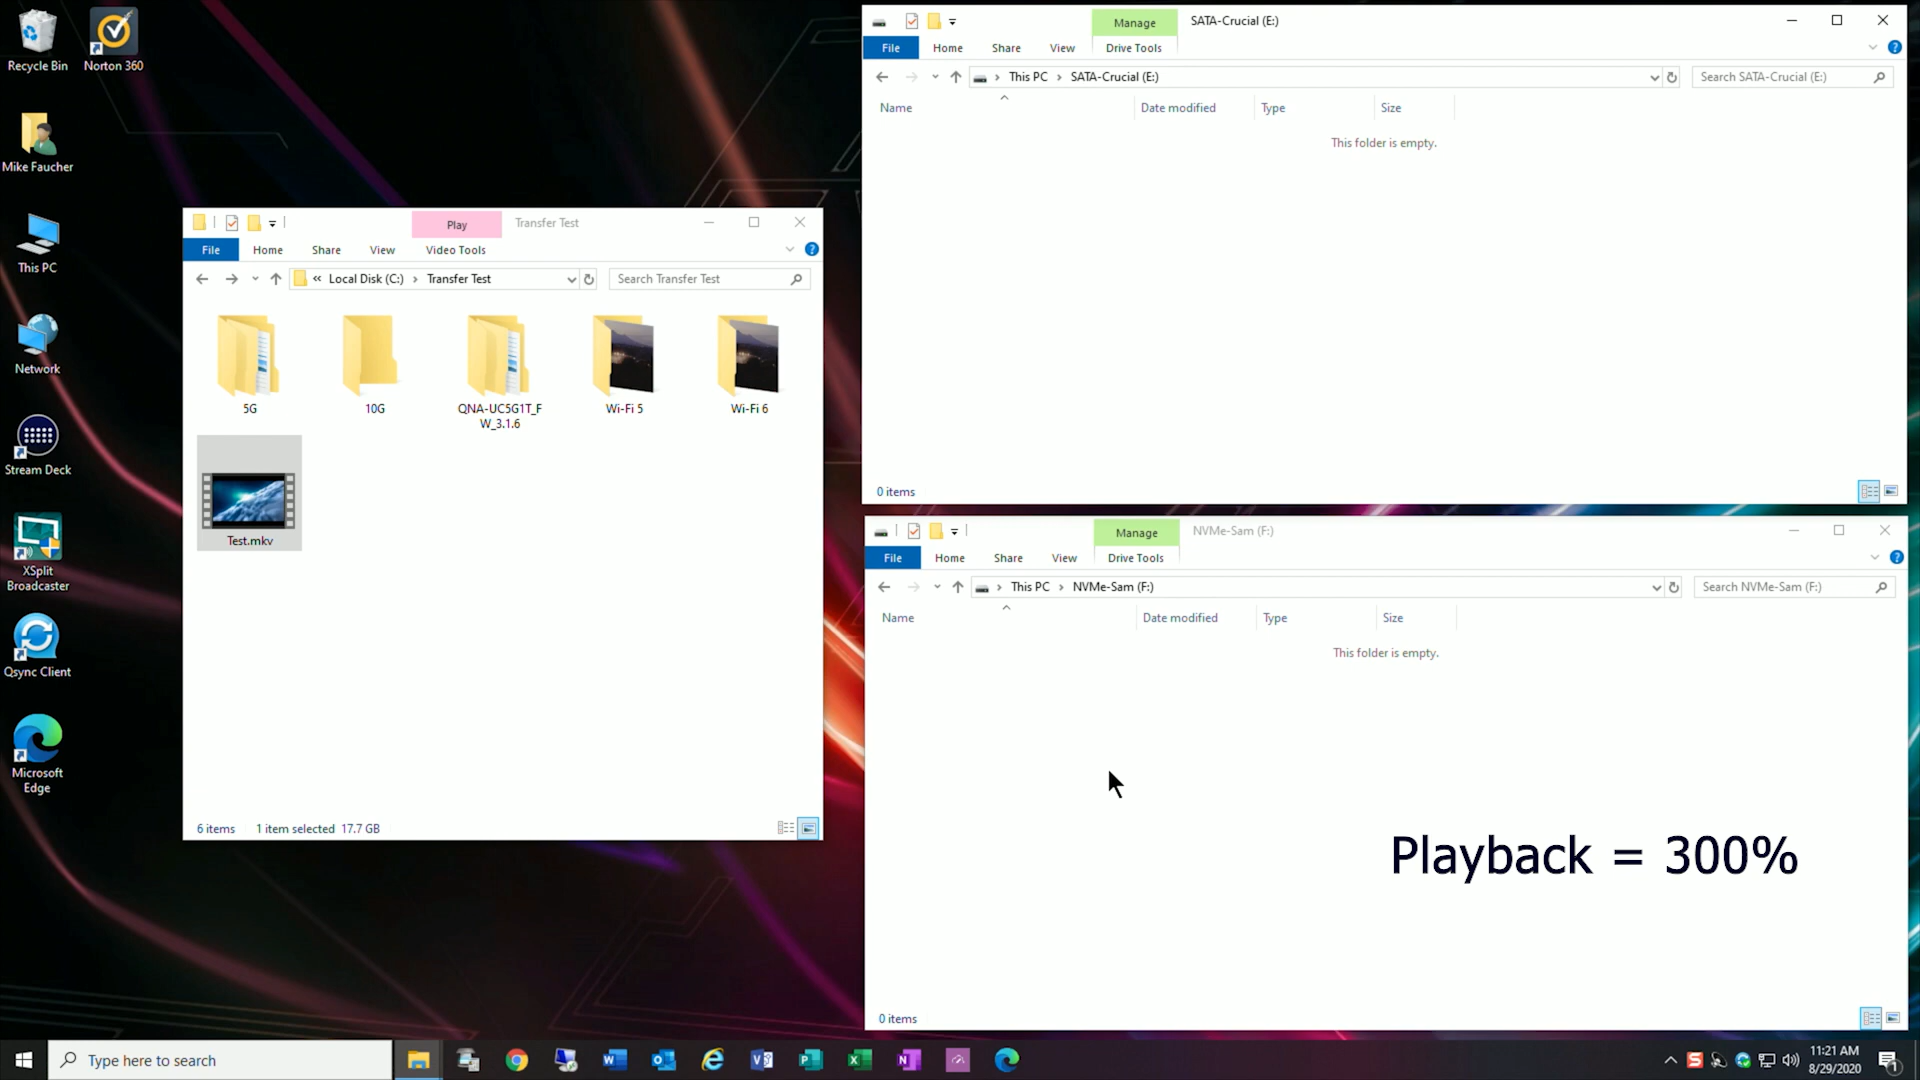 Recycle Bin
Norton 360
Mike Faucher
This PC
Network
Stream Deck
XSplit
Broadcaster
Qsync Client
Microsoft
Edge
Play
Transfer Test
File
Home
Share
View
Video Tools
« Local Disk (C:) › Transfer Test
Search Transfer Test
5G
10G
QNA-UC5G1T_F
W_3.1.6
Wi-Fi 5
Wi-Fi 6
Test.mkv
6 items
1 item selected 17.7 GB
Manage
SATA-Crucial (E:)
File
Home
Share
View
Drive Tools
› This PC › SATA-Crucial (E:)
Search SATA-Crucial (E:)
Name
Date modified
Type
Size
This folder is empty.
0 items
Manage
NVMe-Sam (F:)
File
Home
Share
View
Drive Tools
› This PC › NVMe-Sam (F:)
Search NVMe-Sam (F:)
Name
Date modified
Type
Size
This folder is empty.
Playback = 300%
0 items
Type here to search
11:21 AM
8/29/2020
1